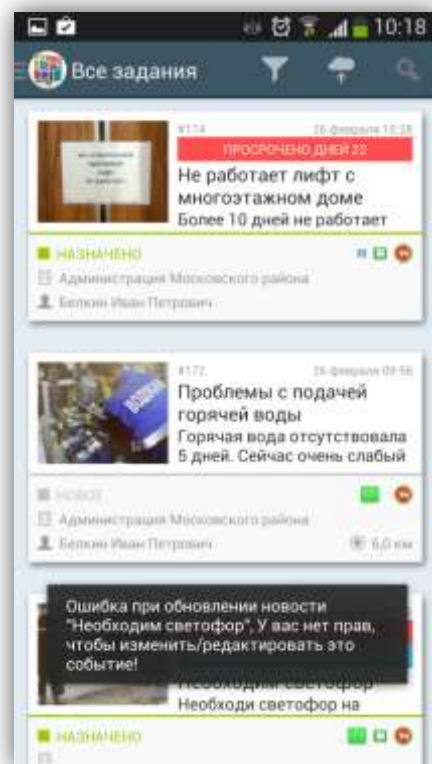 10:18
Все задания
#174 26 февраля 10:28
ПРОСРОЧЕНО ДНЕЙ 22
Не работает лифт с
многоэтажном доме
Более 10 дней не работает
НАЗНАЧЕНО
Администрация Московского района
Белкин Иван Петрович
#172 26 февраля 09:56
Проблемы с подачей
горячей воды
Горячая вода отсутствовала
5 дней. Сейчас очень слабый
НОВОЕ
Администрация Московского района
Белкин Иван Петрович 6,0 км
Ошибка при обновлении новости
"Необходим светофор". У вас нет прав,
чтобы изменить/редактировать это
событие!
Необходим светофор
Необходи светофор на
НАЗНАЧЕНО